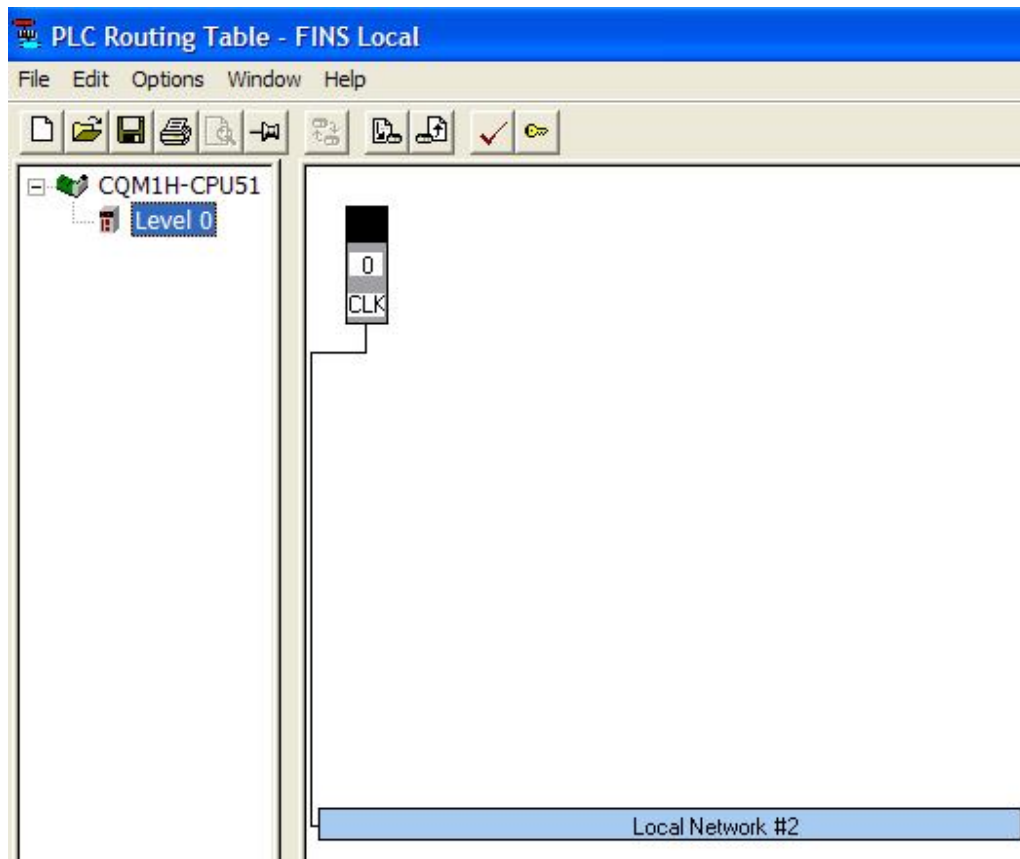 PLC Routing Table - FINS Local
File Edit Options Window Help
CQM1H-CPU51
Level 0
0
CLK
Local Network #2